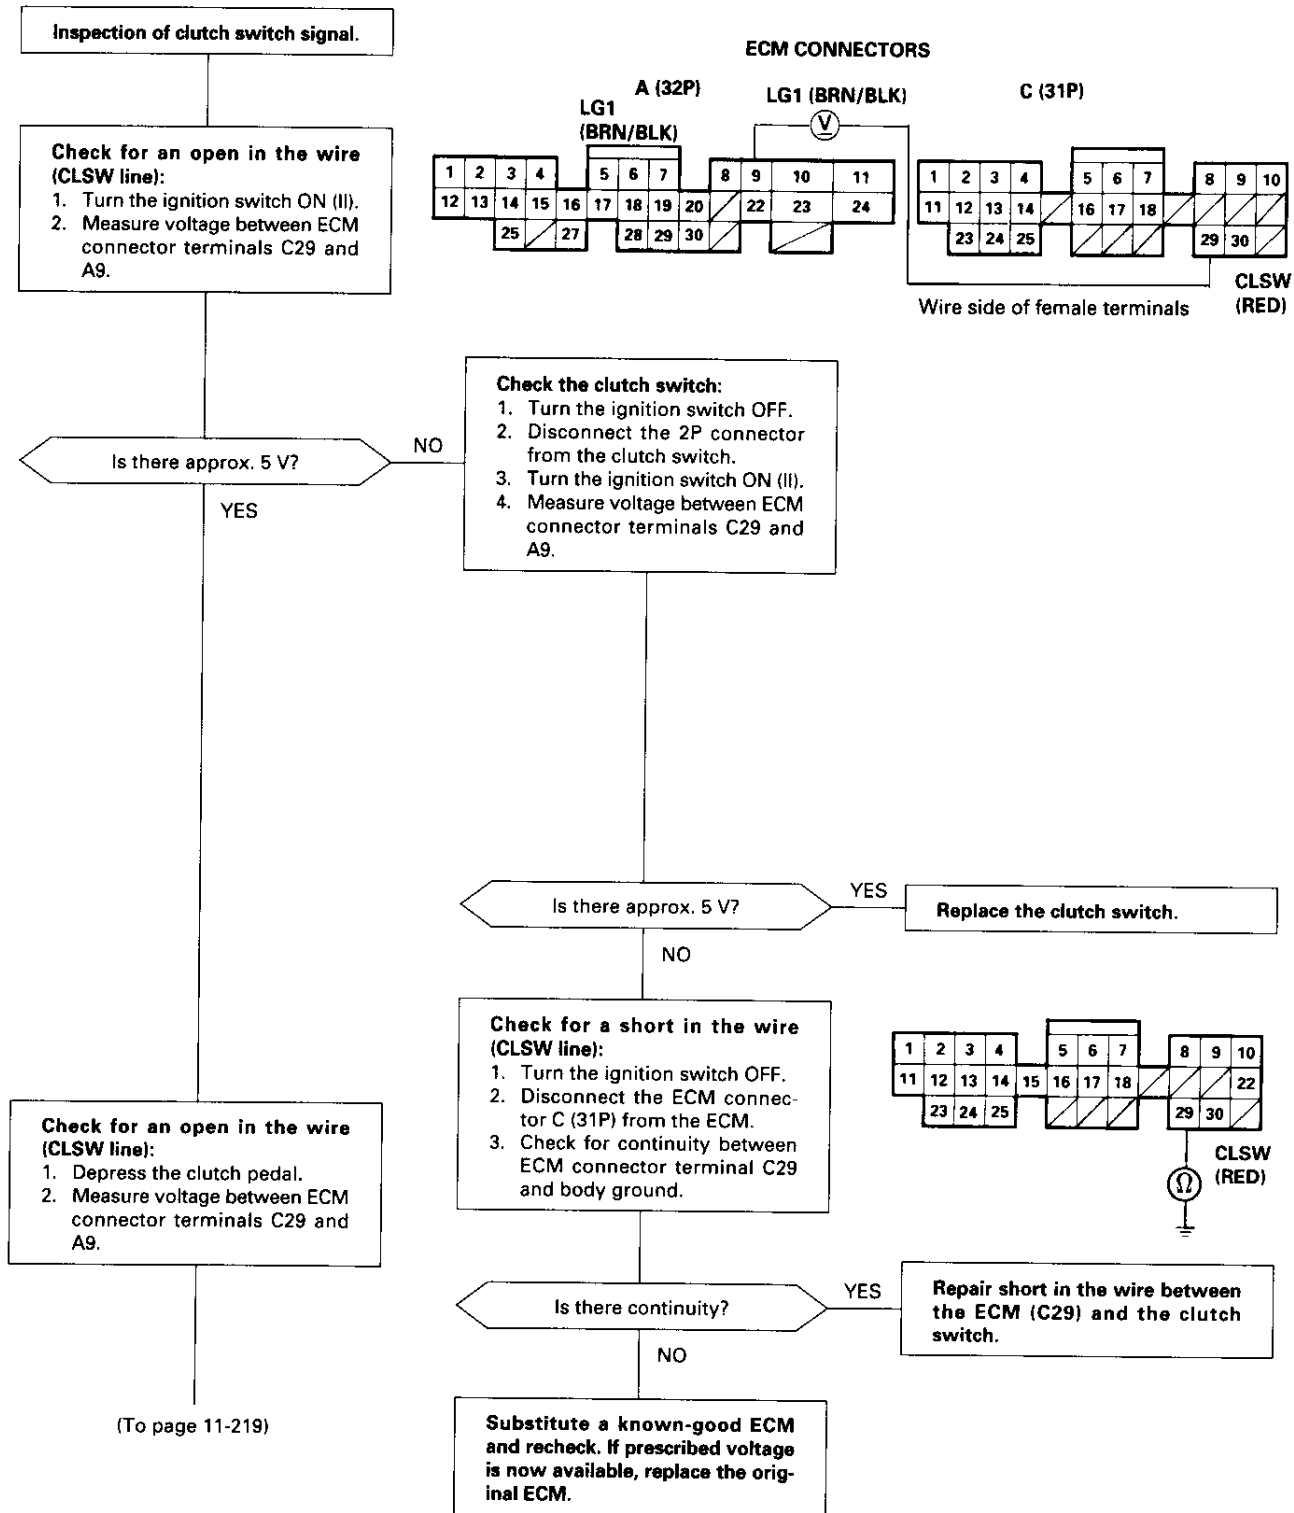 Inspection of clutch switch signal.
ECM CONNECTORS
A (32P)
LG1 (BRN/BLK)
C (31P)
LG1
(BRN/BLK)
V
Check for an open in the wire
(CLSW line):
1. Turn the ignition switch ON (II).
2. Measure voltage between ECM
connector terminals C29 and
A9.
1 2 3 4 5 6 7 8 9 10 11
12 13 14 15 16 17 18 19 20 22 23 24
25 27 28 29 30
1 2 3 4 5 6 7 8 9 10
11 12 13 14 16 17 18
23 24 25 29 30
CLSW
(RED)
Wire side of female terminals
Is there approx. 5 V?
NO
YES
Check the clutch switch:
1. Turn the ignition switch OFF.
2. Disconnect the 2P connector
from the clutch switch.
3. Turn the ignition switch ON (II).
4. Measure voltage between ECM
connector terminals C29 and
A9.
Is there approx. 5 V?
YES
Replace the clutch switch.
NO
Check for a short in the wire
(CLSW line):
1. Turn the ignition switch OFF.
2. Disconnect the ECM connec-
tor C (31P) from the ECM.
3. Check for continuity between
ECM connector terminal C29
and body ground.
1 2 3 4 5 6 7 8 9 10
11 12 13 14 15 16 17 18 22
23 24 25 29 30
CLSW
(RED)
Ω
Check for an open in the wire
(CLSW line):
1. Depress the clutch pedal.
2. Measure voltage between ECM
connector terminals C29 and
A9.
Is there continuity?
YES
Repair short in the wire between
the ECM (C29) and the clutch
switch.
NO
(To page 11-219)
Substitute a known-good ECM
and recheck. If prescribed voltage
is now available, replace the orig-
inal ECM.